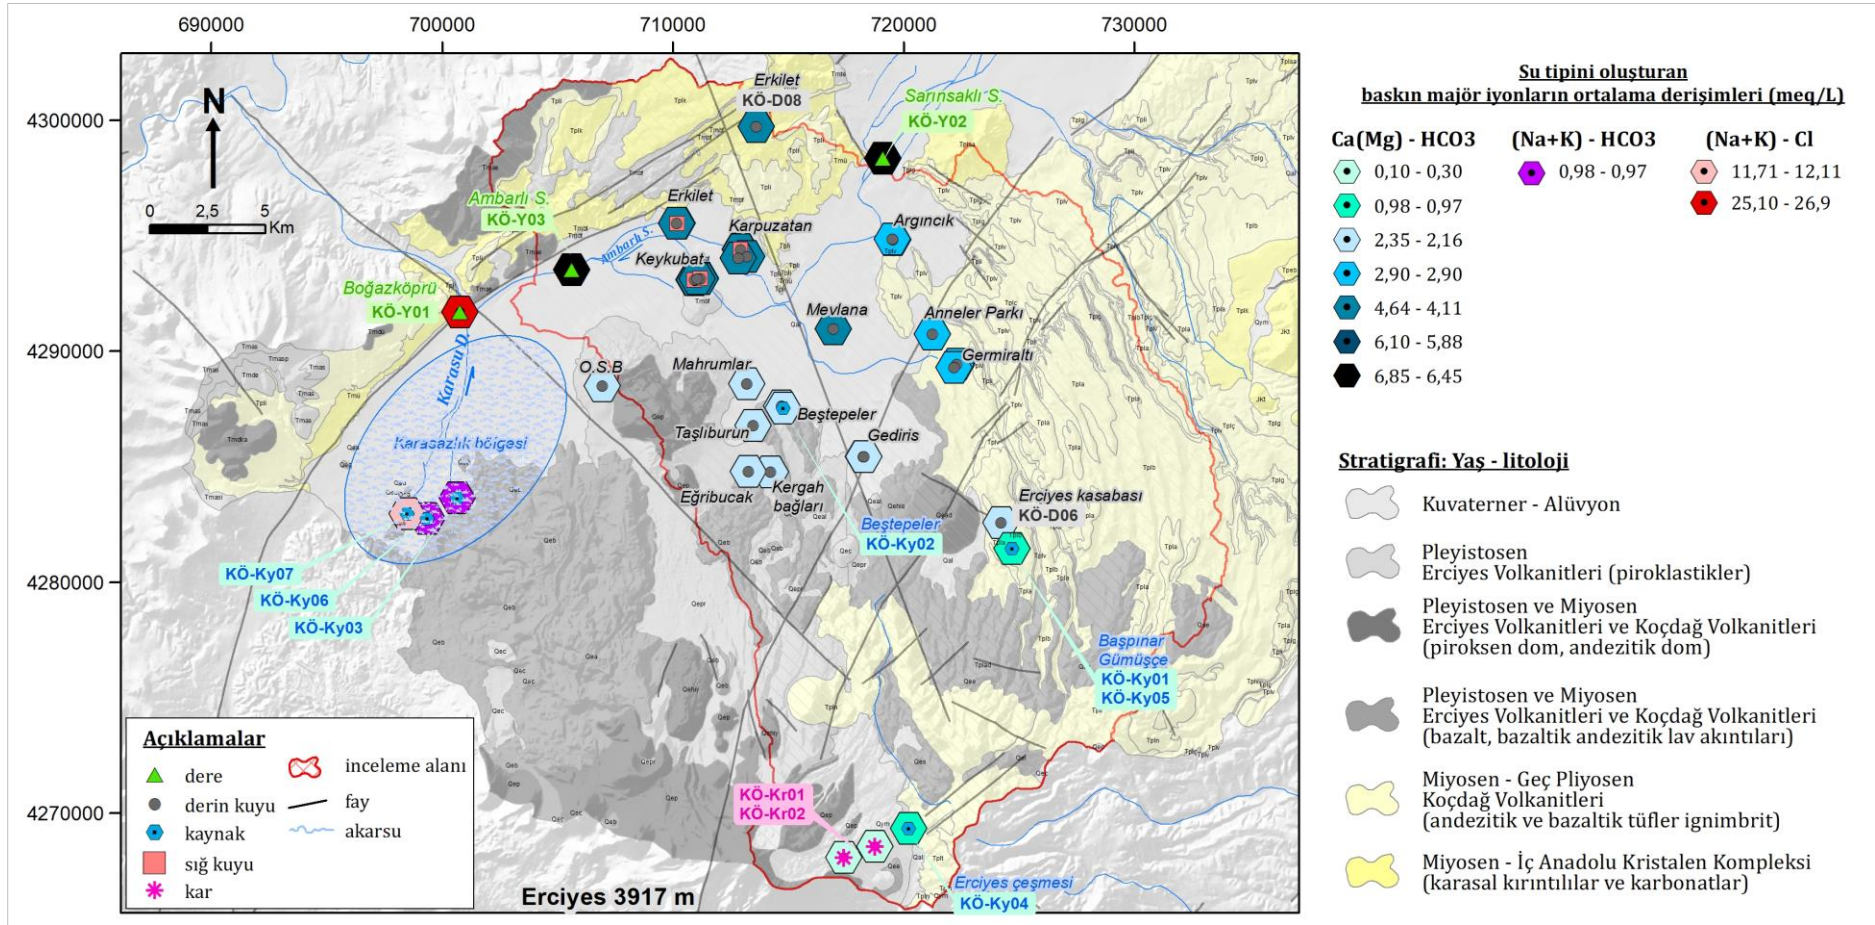 690000
700000
710000
720000
730000
4300000
4290000
4280000
4270000
N
0 2,5 5
Km
Erkilet
KÖ-D08
Sarınsaklı S.
KÖ-Y02
Ambarlı S.
KÖ-Y03
Erkilet
Karpuzatan
Argıncık
Ambarlı S.
Keykubat
Boğazköprü
KÖ-Y01
Mevlana
Anneler Parkı
Germiraltı
Karasu D.
O.S.B
Mahrumlar
Beştepeler
Taşlıburun
Gediris
Karasazlık bölgesi
Eğribucak
Kergah
bağları
Erciyes kasabası
KÖ-D06
Beştepeler
KÖ-Ky02
KÖ-Ky07
KÖ-Ky06
KÖ-Ky03
Başpınar
Gümüşçe
KÖ-Ky01
KÖ-Ky05
KÖ-Kr01
KÖ-Kr02
Erciyes çeşmesi
KÖ-Ky04
Erciyes 3917 m
Açıklamalar
dere
derin kuyu
kaynak
sığ kuyu
kar
inceleme alanı
fay
akarsu
Su tipini oluşturan
baskın majör iyonların ortalama derişimleri (meq/L)
Ca(Mg) - HCO3
0,10 - 0,30
0,98 - 0,97
2,35 - 2,16
2,90 - 2,90
4,64 - 4,11
6,10 - 5,88
6,85 - 6,45
(Na+K) - HCO3
0,98 - 0,97
(Na+K) - Cl
11,71 - 12,11
25,10 - 26,9
Stratigrafi: Yaş - litoloji
Kuvaterner - Alüvyon
Pleyistosen
Erciyes Volkanitleri (piroklastikler)
Pleyistosen ve Miyosen
Erciyes Volkanitleri ve Koçdağ Volkanitleri
(piroksen dom, andezitik dom)
Pleyistosen ve Miyosen
Erciyes Volkanitleri ve Koçdağ Volkanitleri
(bazalt, bazaltik andezitik lav akıntıları)
Miyosen - Geç Pliyosen
Koçdağ Volkanitleri
(andezitik ve bazaltik tüfler ignimbrit)
Miyosen - İç Anadolu Kristalen Kompleksi
(karasal kırıntılılar ve karbonatlar)